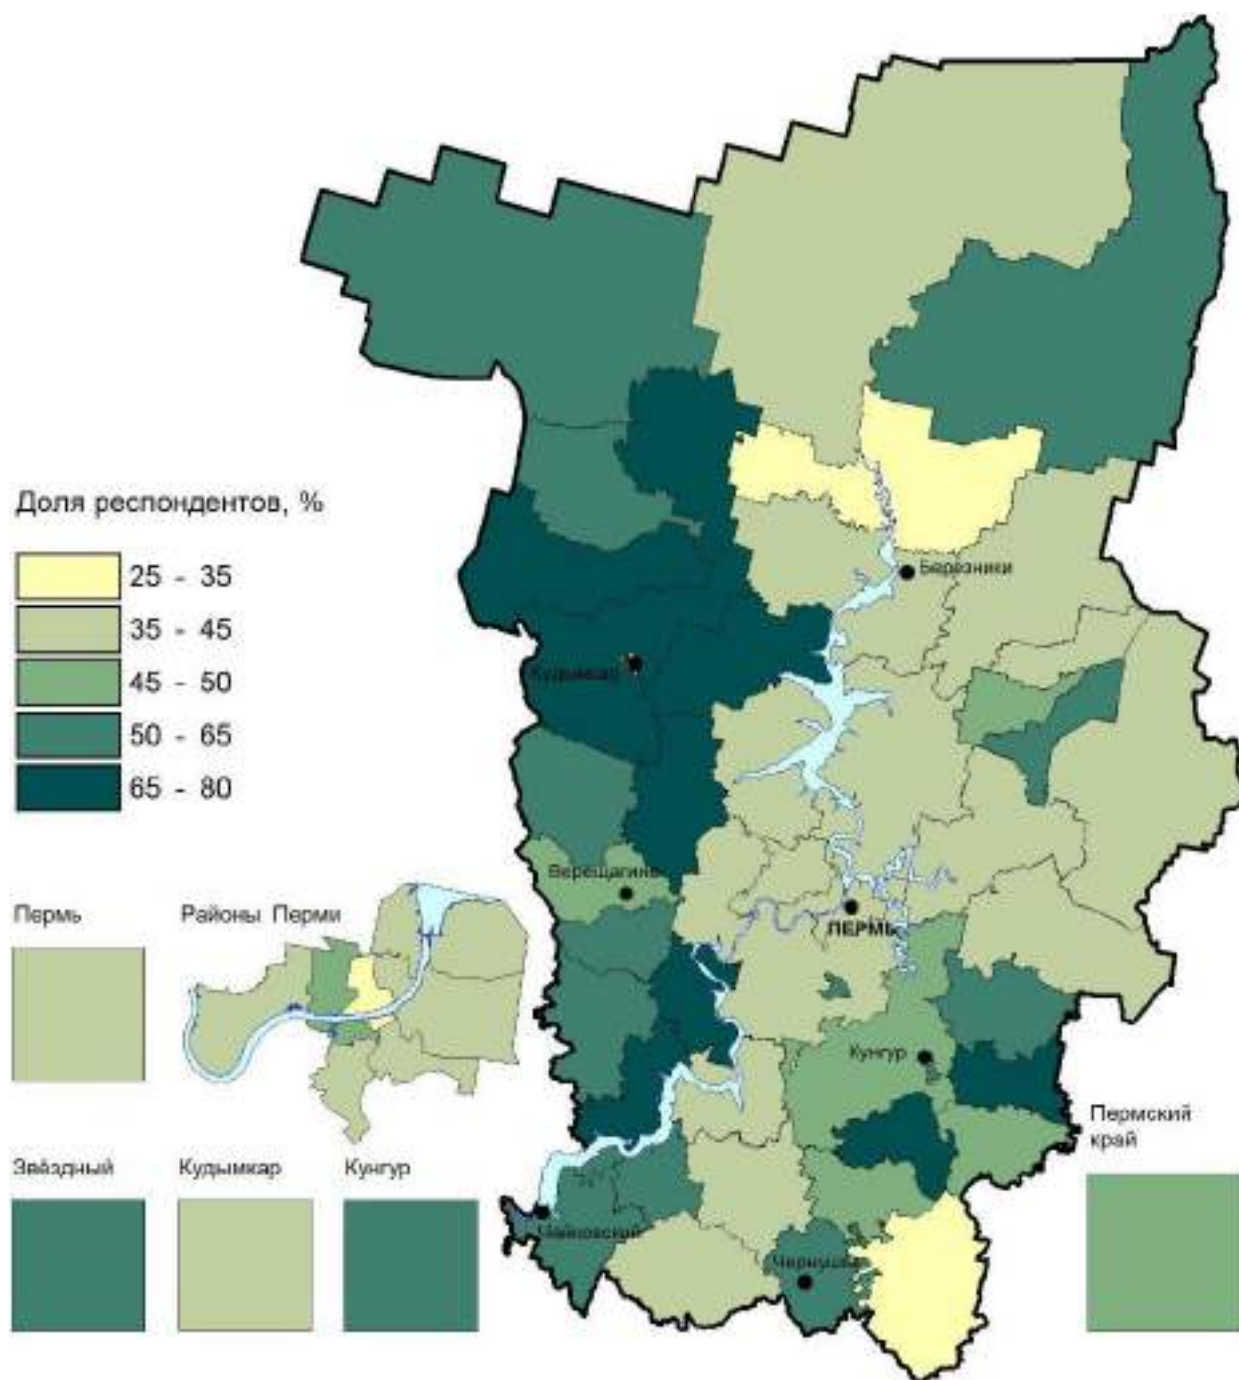 Доля респондентов, %
25 - 35
35 - 45
45 - 50
50 - 65
65 - 80
Березники
Кудымкар
Верещагино
ПЕРМЬ
Пермь
Районы Перми
Кунгур
Пермский
край
Звёздный
Кудымкар
Кунгур
Чайковский
Чернушка